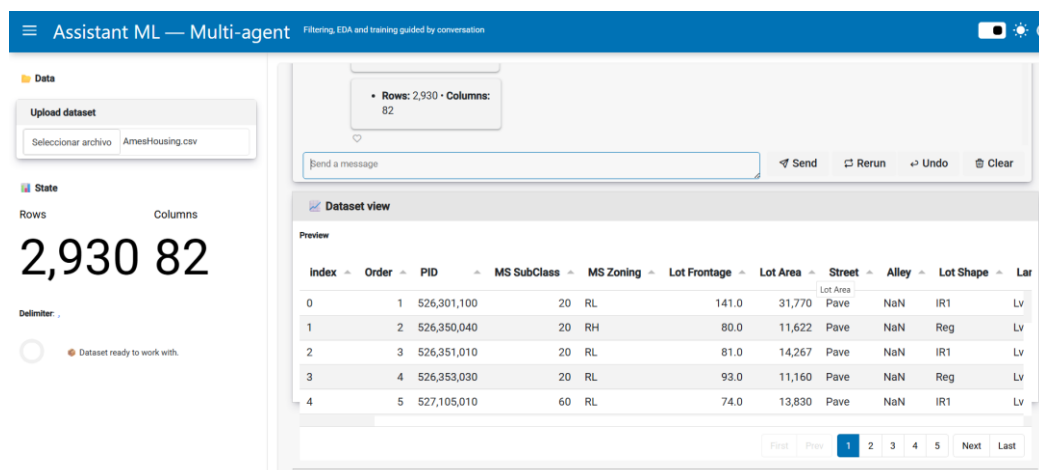 Assistant ML — Multi-agent Filtering, EDA and training guided by conversation
Data
Upload dataset
Seleccionar archivo AmesHousing.csv
State
Rows Columns
2,930 82
Delimiter: ,
Dataset ready to work with.
• Rows: 2,930 • Columns:
82
Send a message
Send Rerun Undo Clear
Dataset view
Preview
index Order PID MS SubClass MS Zoning Lot Frontage Lot Area Street Alley Lot Shape Lar
Lot Area
0 1 526,301,100 20 RL 141.0 31,770 Pave NaN IR1 Lv
1 2 526,350,040 20 RH 80.0 11,622 Pave NaN Reg Lv
2 3 526,351,010 20 RL 81.0 14,267 Pave NaN IR1 Lv
3 4 526,353,030 20 RL 93.0 11,160 Pave NaN Reg Lv
4 5 527,105,010 60 RL 74.0 13,830 Pave NaN IR1 Lv
First Prev 1 2 3 4 5 Next Last